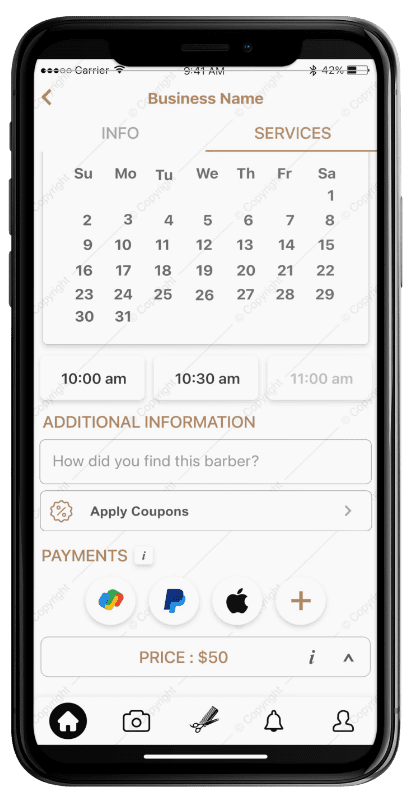 Carrier 9:41 AM 42%
Business Name
INFO SERVICES
Su Mo Tu We Th Fr Sa
1
2 3 4 5 6 7 8
9 10 11 12 13 14 15
16 17 18 19 20 21 22
23 24 25 26 27 28 29
30 31
10:00 am 10:30 am 11:00 am
ADDITIONAL INFORMATION
How did you find this barber?
Apply Coupons
PAYMENTS i
PRICE : $50 i
© Copyright